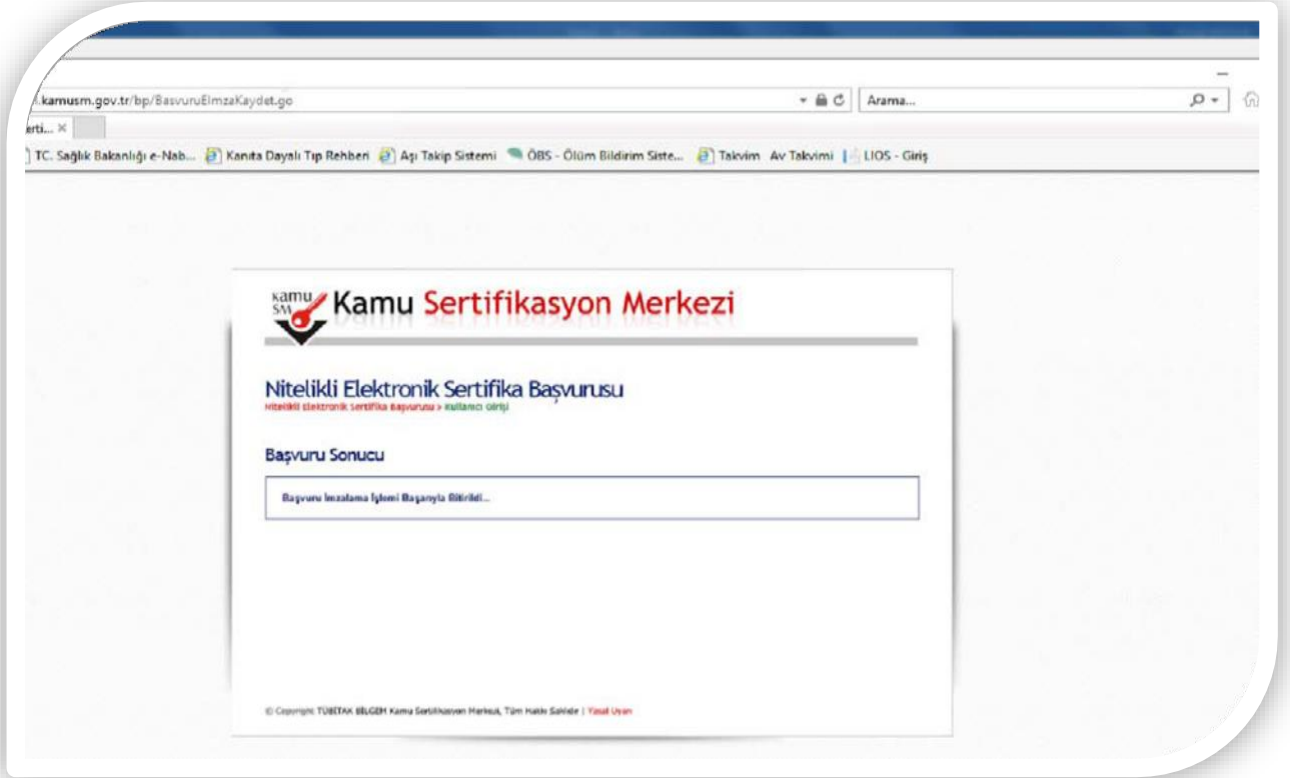 .kamusm.gov.tr/bp/BasvuruEImzaKaydet.go
Arama...
erti...
TC. Sağlık Bakanlığı e-Nab... Kanıta Dayalı Tıp Rehberi Aşı Takip Sistemi ÖBS - Ölüm Bildirim Siste... Takvim Av Takvimi LIOS - Giriş
kamu SM
Kamu Sertifikasyon Merkezi
Nitelikli Elektronik Sertifika Başvurusu
Nitelikli Elektronik Sertifika Başvurusu > Kullanıcı Girişi
Başvuru Sonucu
Başvuru İmzalama İşlemi Başarıyla Bitirildi...
© Copyright TÜBİTAK BİLGEM Kamu Sertifikasyon Merkezi, Tüm Hakkı Saklıdır | Yasal Uyarı